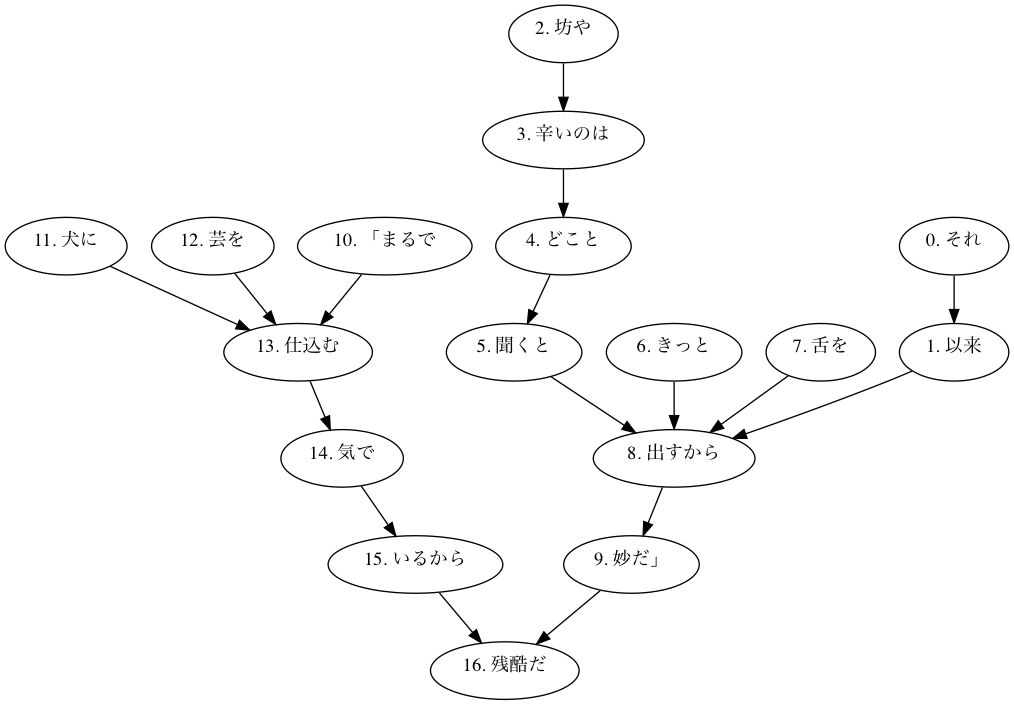 2. 坊や
3. 辛いのは
11. 犬に
12. 芸を
10. 「まるで
4. どこと
0. それ
13. 仕込む
5. 聞くと
6. きっと
7. 舌を
1. 以来
14. 気で
8. 出すから
15. いるから
9. 妙だ」
16. 残酷だ